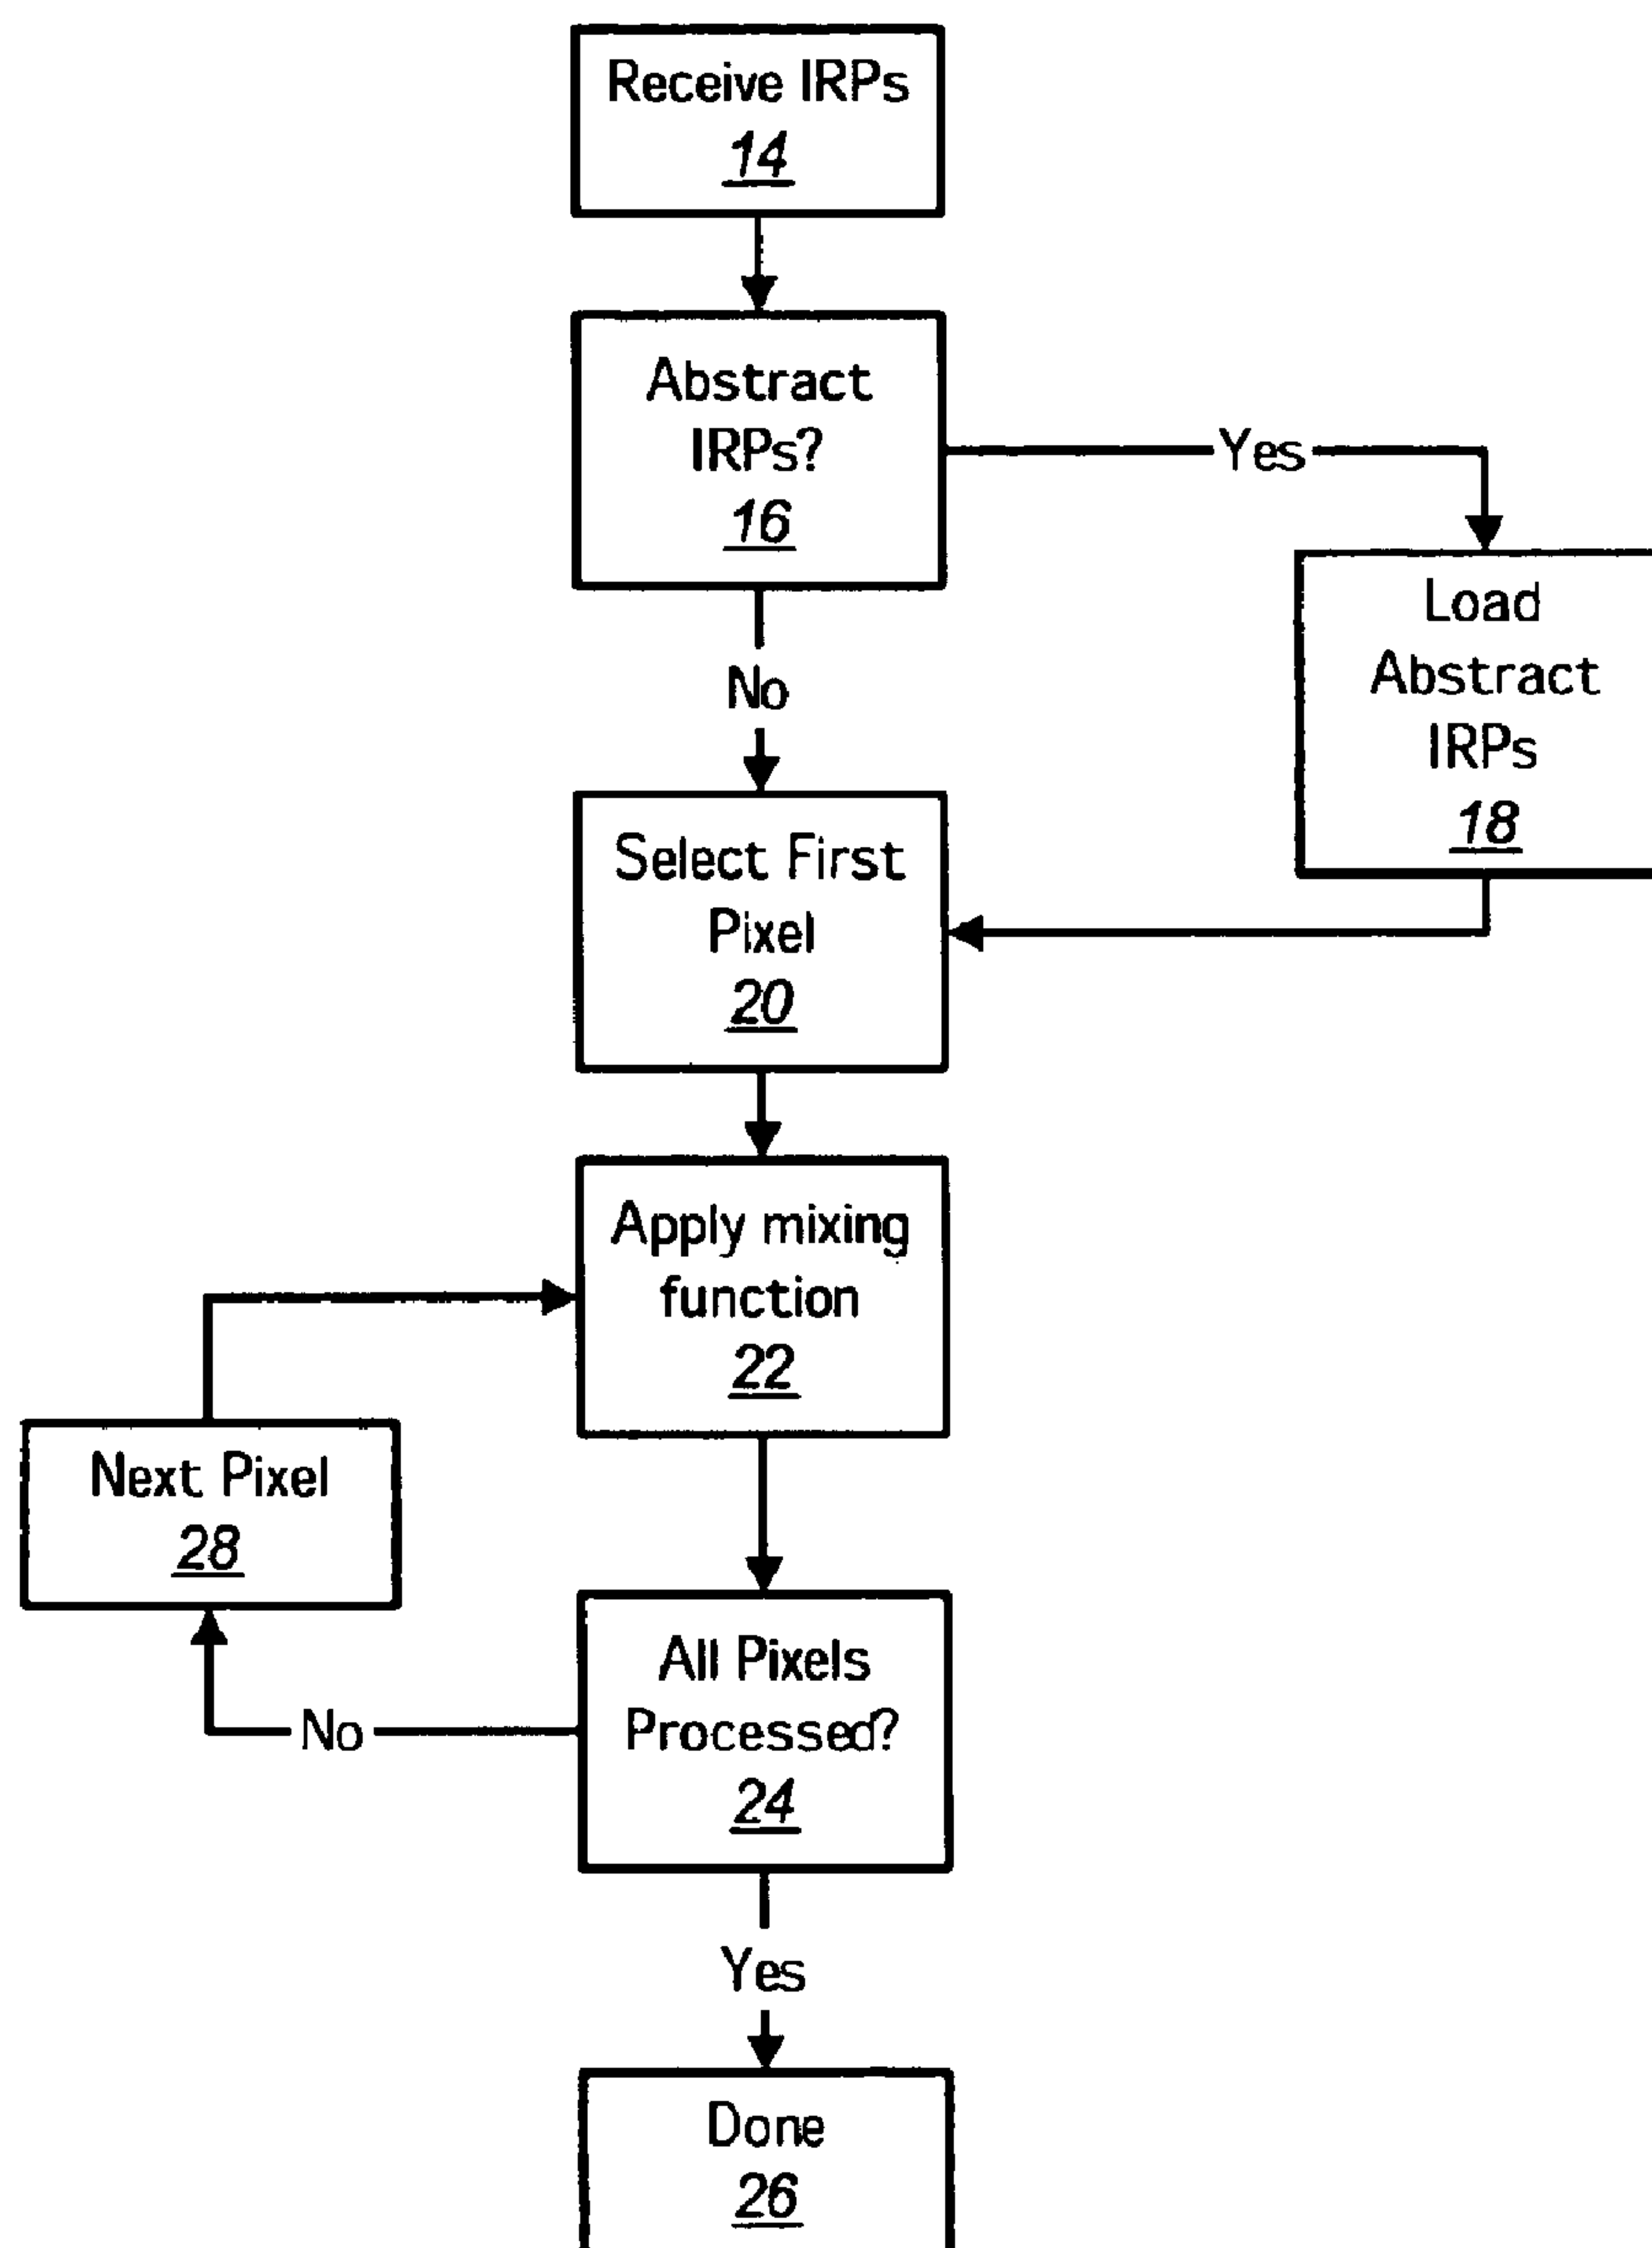 Receive IRPs
14
Abstract
IRPs?
16
Yes
Load
Abstract
IRPs
18
No
Select First
Pixel
20
Apply mixing
function
22
Next Pixel
28
All Pixels
Processed?
24
No
Yes
Done
26